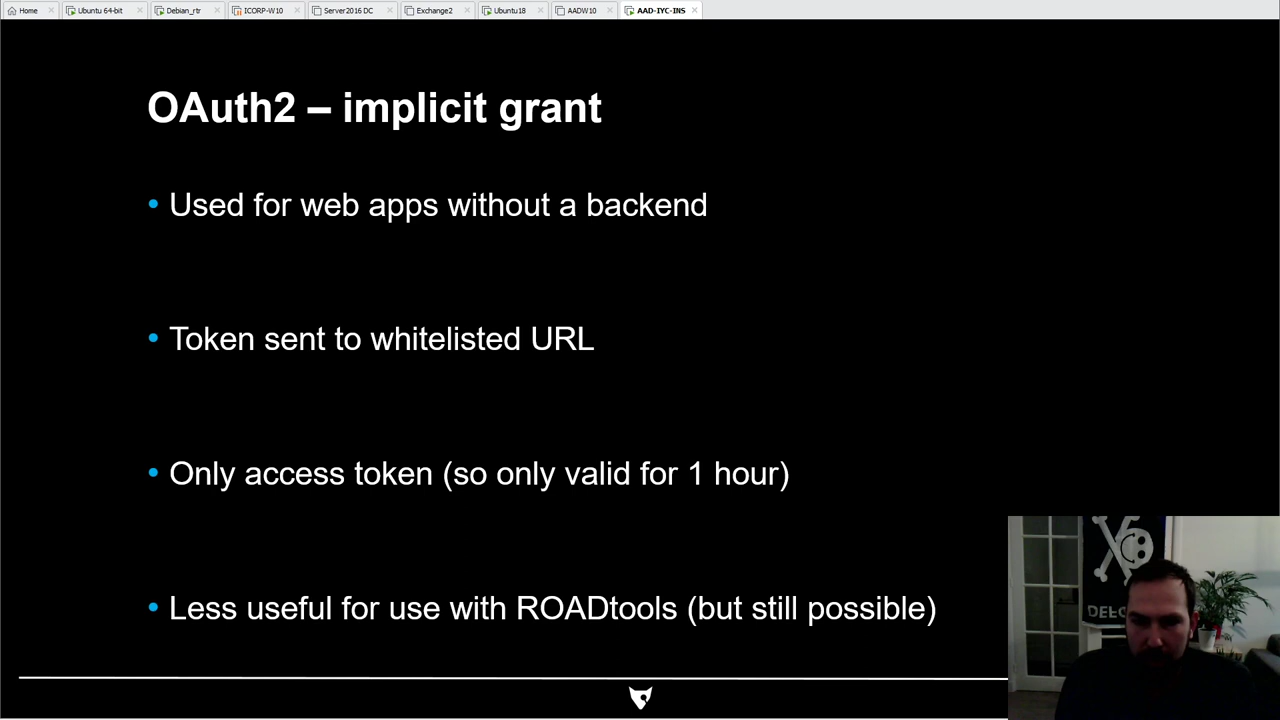 Home
Ubuntu 64-bit
Debian_rtr
ICORP-W10
Server2016 DC
Exchange2
Ubuntu18
AADW10
AAD-IYC-INS
OAuth2 – implicit grant
• Used for web apps without a backend
• Token sent to whitelisted URL
• Only access token (so only valid for 1 hour)
• Less useful for use with ROADtools (but still possible)